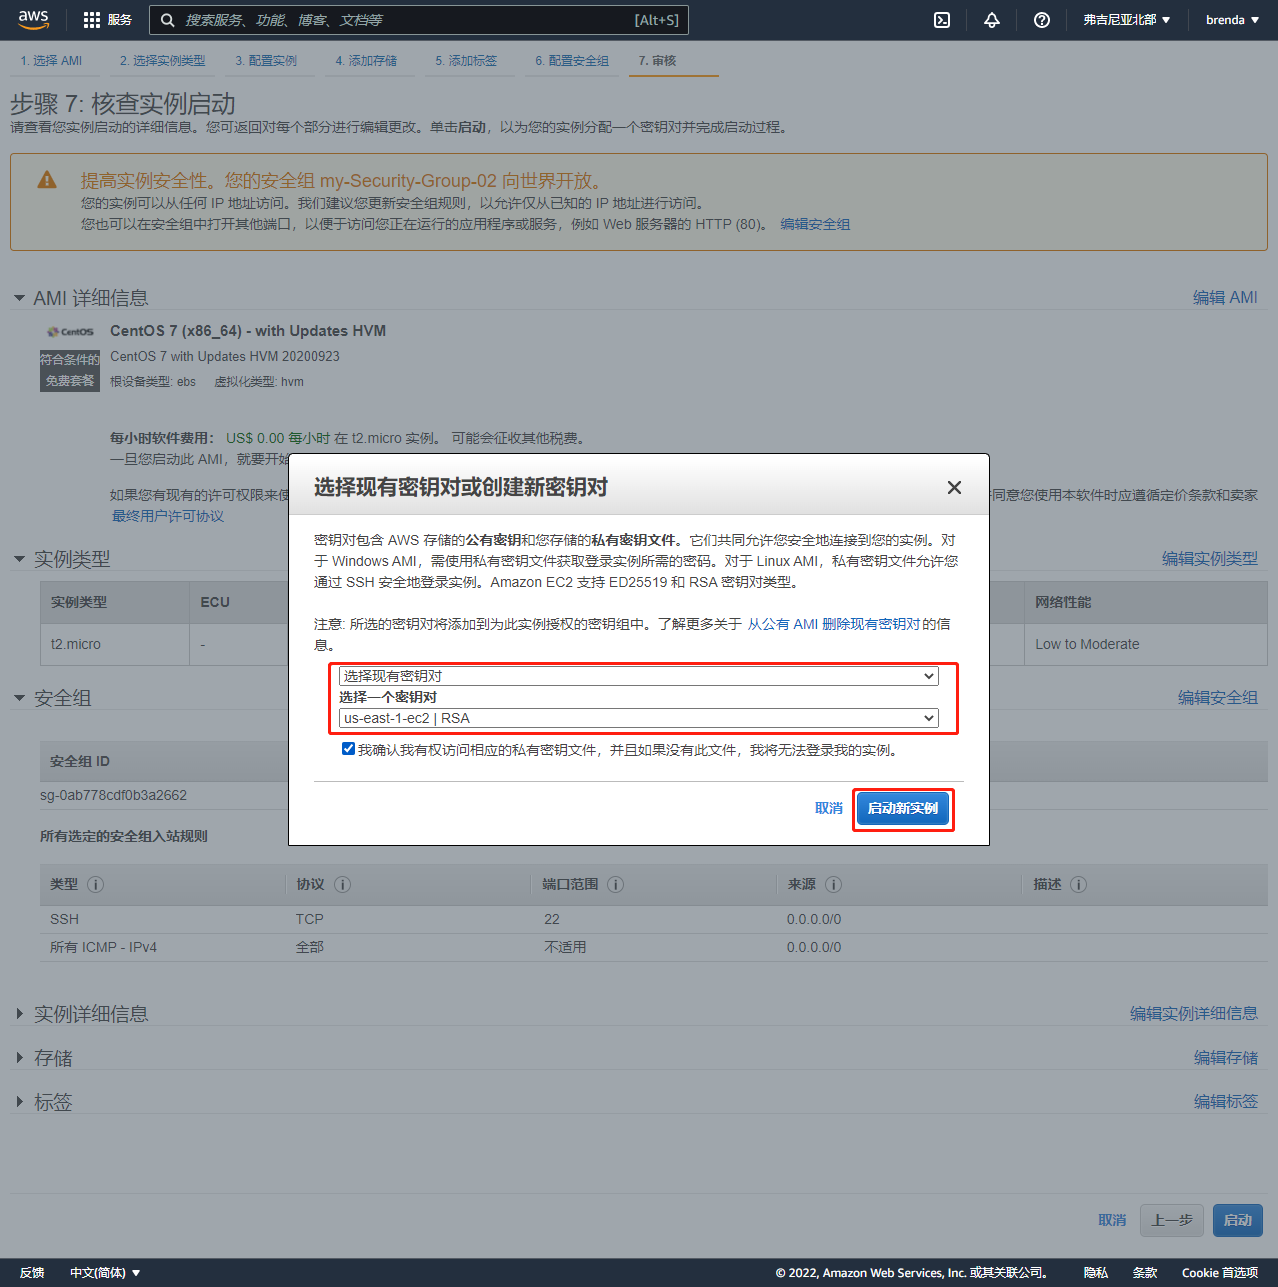 aws
服务
搜索服务、功能、博客、文档等 [Alt+S]
弗吉尼亚北部 ▼
brenda ▼
1. 选择 AMI 2. 选择实例类型 3. 配置实例 4. 添加存储 5. 添加标签 6. 配置安全组 7. 审核
步骤 7: 核查实例启动
请查看您实例启动的详细信息。您可返回对每个部分进行编辑更改。单击启动，以为您的实例分配一个密钥对并完成启动过程。
提高实例安全性。您的安全组 my-Security-Group-02 向世界开放。
您的实例可以从任何 IP 地址访问。我们建议您更新安全组规则，以允许仅从已知的 IP 地址进行访问。
您也可以在安全组中打开其他端口，以便于访问您正在运行的应用程序或服务，例如 Web 服务器的 HTTP (80)。 编辑安全组
AMI 详细信息 编辑 AMI
CentOS
CentOS 7 (x86_64) - with Updates HVM
符合条件的
免费套餐
CentOS 7 with Updates HVM 20200923
根设备类型: ebs 虚拟化类型: hvm
每小时软件费用： US$ 0.00 每小时 在 t2.micro 实例。 可能会征收其他税费。
一旦您启动此 AMI，就要开始
如果您有现有的许可权限来使
同意您使用本软件时应遵循定价条款和卖家
最终用户许可协议
选择现有密钥对或创建新密钥对
密钥对包含 AWS 存储的公有密钥和您存储的私有密钥文件。它们共同允许您安全地连接到您的实例。对
于 Windows AMI，需使用私有密钥文件获取登录实例所需的密码。对于 Linux AMI，私有密钥文件允许您
通过 SSH 安全地登录实例。Amazon EC2 支持 ED25519 和 RSA 密钥对类型。
注意: 所选的密钥对将添加到为此实例授权的密钥组中。了解更多关于 从公有 AMI 删除现有密钥对 的信
息。
选择现有密钥对
选择一个密钥对
us-east-1-ec2 | RSA
我确认我有权访问相应的私有密钥文件，并且如果没有此文件，我将无法登录我的实例。
取消 启动新实例
实例类型 编辑实例类型
实例类型 ECU 网络性能
t2.micro - Low to Moderate
安全组 编辑安全组
安全组 ID
sg-0ab778cdf0b3a2662
所有选定的安全组入站规则
类型 协议 端口范围 来源 描述
SSH TCP 22 0.0.0.0/0
所有 ICMP - IPv4 全部 不适用 0.0.0.0/0
实例详细信息 编辑实例详细信息
存储 编辑存储
标签 编辑标签
取消 上一步 启动
反馈 中文(简体) ▼ © 2022, Amazon Web Services, Inc. 或其关联公司。 隐私 条款 Cookie 首选项